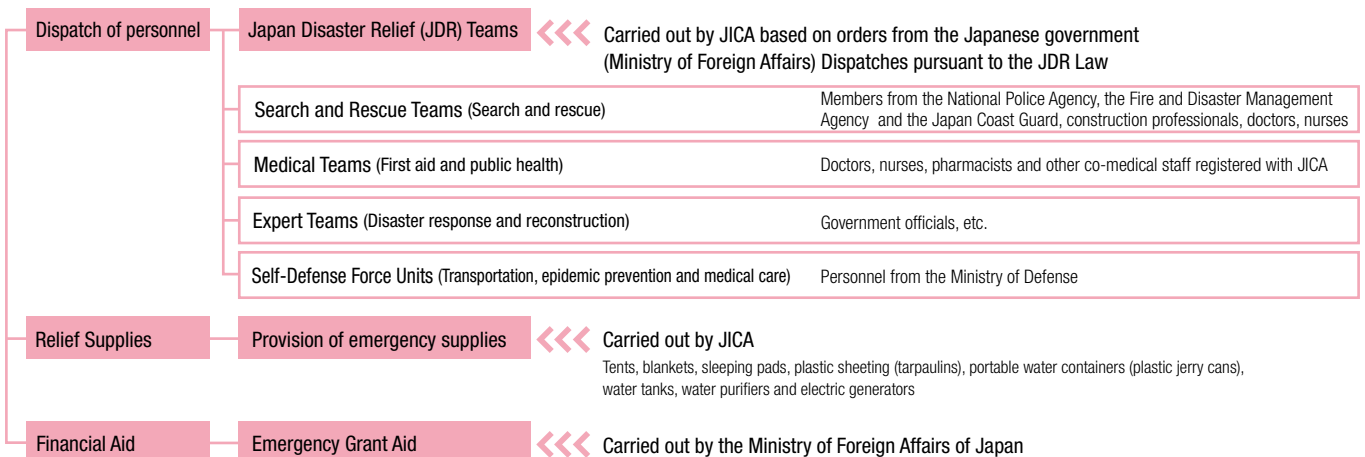 Dispatch of personnel
Japan Disaster Relief (JDR) Teams
Carried out by JICA based on orders from the Japanese government
(Ministry of Foreign Affairs) Dispatches pursuant to the JDR Law
Search and Rescue Teams (Search and rescue)
Members from the National Police Agency, the Fire and Disaster Management
Agency and the Japan Coast Guard, construction professionals, doctors, nurses
Medical Teams (First aid and public health)
Doctors, nurses, pharmacists and other co-medical staff registered with JICA
Expert Teams (Disaster response and reconstruction)
Government officials, etc.
Self-Defense Force Units (Transportation, epidemic prevention and medical care)
Personnel from the Ministry of Defense
Relief Supplies
Provision of emergency supplies
Carried out by JICA
Tents, blankets, sleeping pads, plastic sheeting (tarpaulins), portable water containers (plastic jerry cans),
water tanks, water purifiers and electric generators
Financial Aid
Emergency Grant Aid
Carried out by the Ministry of Foreign Affairs of Japan